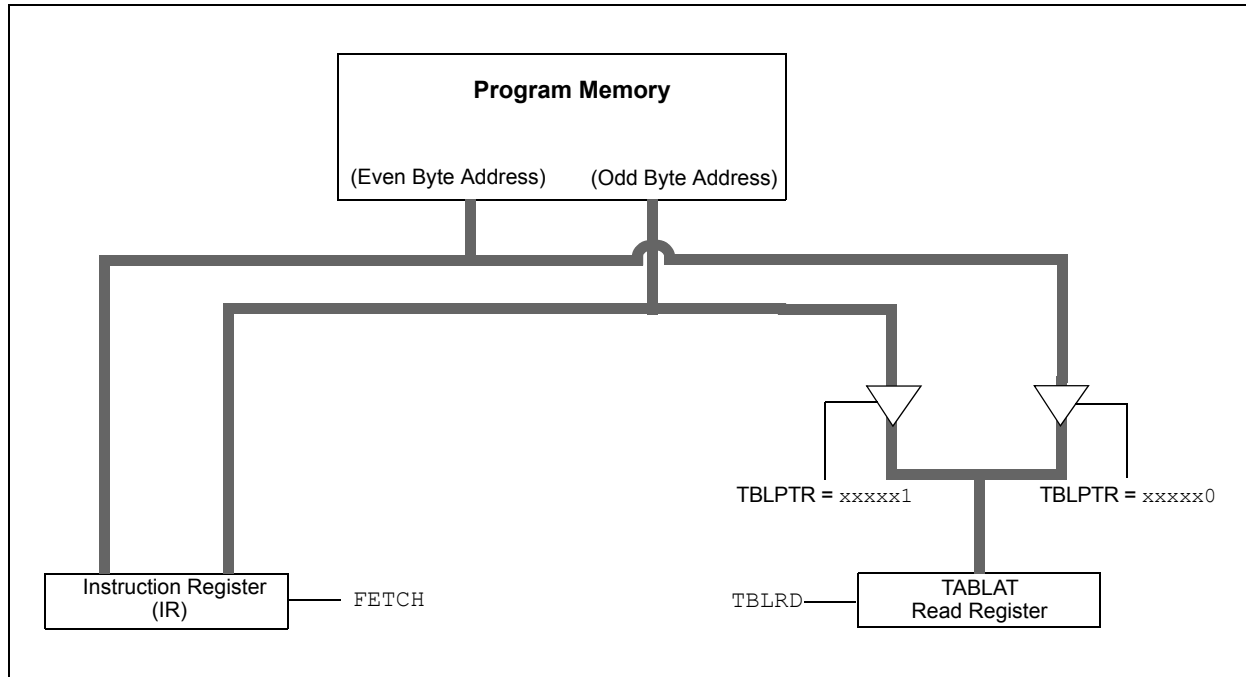 Program Memory
(Even Byte Address) (Odd Byte Address)
TBLPTR = xxxxx1 TBLPTR = xxxxx0
Instruction Register
(IR)
FETCH
TBLRD
TABLAT
Read Register